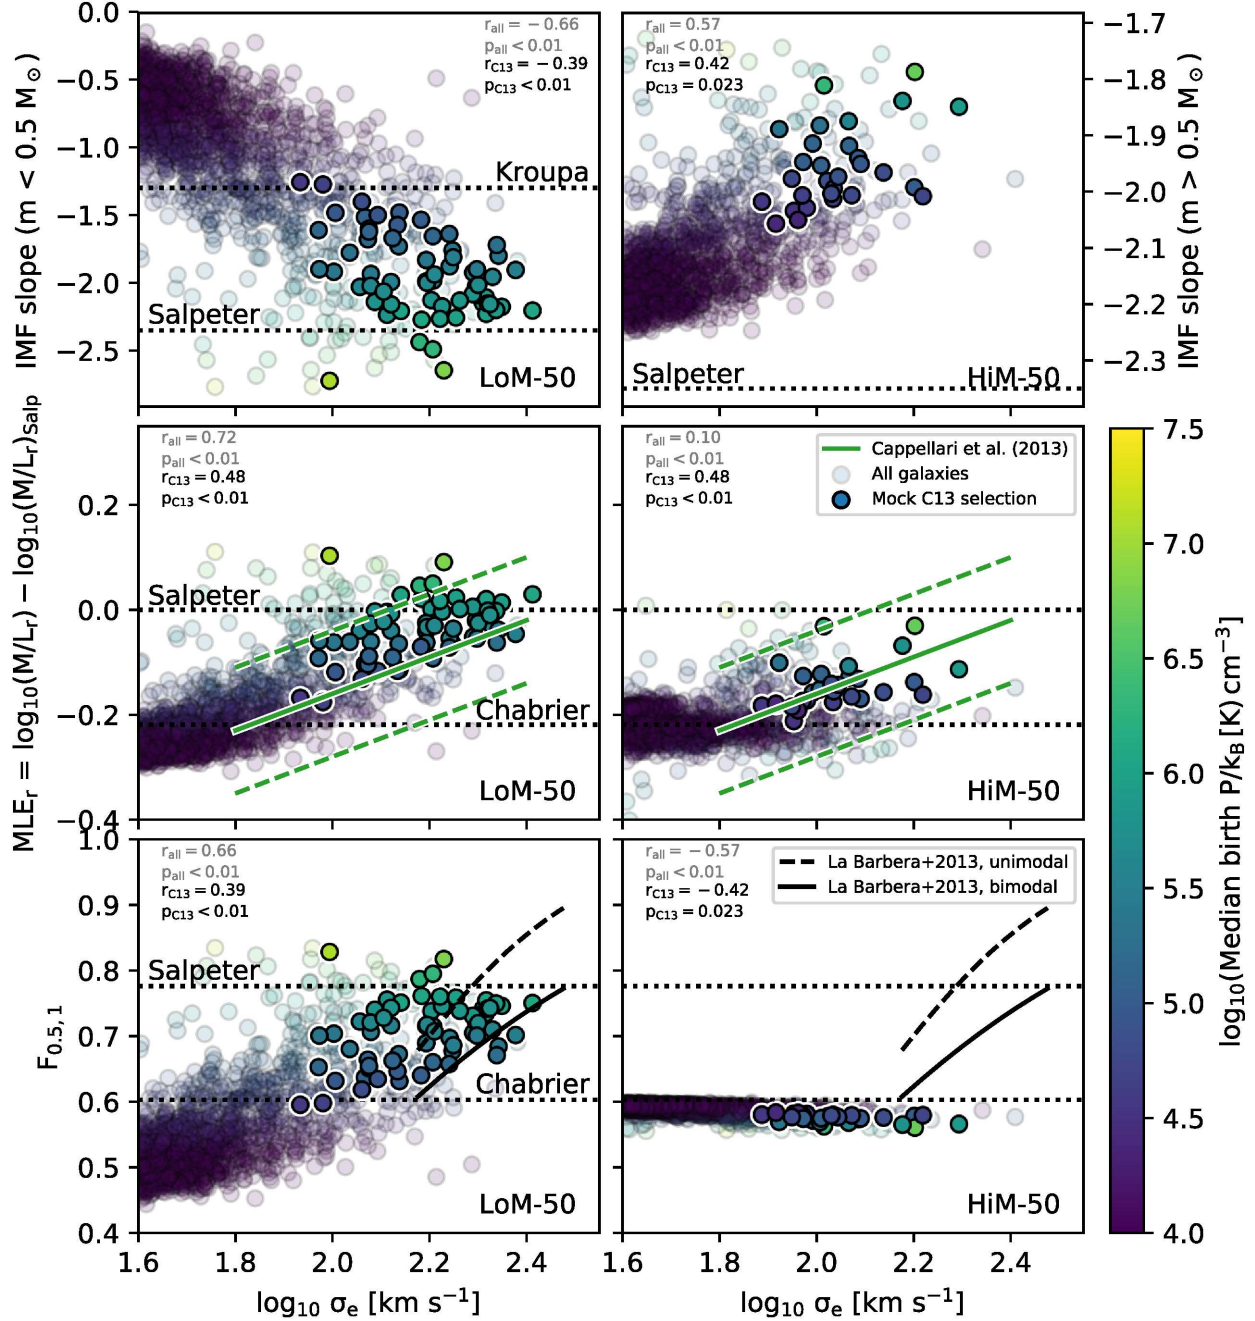 IMF slope (m < 0.5 M⊙)
0.0
−0.5
−1.0
−1.5
−2.0
−2.5
r_all = −0.66
p_all < 0.01
r_C13 = −0.39
p_C13 < 0.01
Kroupa
Salpeter
LoM-50
r_all = 0.57
p_all < 0.01
r_C13 = 0.42
p_C13 = 0.023
Salpeter
HiM-50
−1.7
−1.8
−1.9
−2.0
−2.1
−2.2
−2.3
IMF slope (m > 0.5 M⊙)
MLE_r = log₁₀(M/L_r) − log₁₀(M/L_r)_Salp
0.2
0.0
−0.2
−0.4
r_all = 0.72
p_all < 0.01
r_C13 = 0.48
p_C13 < 0.01
Salpeter
Chabrier
LoM-50
r_all = 0.10
p_all < 0.01
r_C13 = 0.48
p_C13 < 0.01
Cappellari et al. (2013)
All galaxies
Mock C13 selection
HiM-50
F_0.5, 1
1.0
0.9
0.8
0.7
0.6
0.5
0.4
r_all = 0.66
p_all < 0.01
r_C13 = 0.39
p_C13 < 0.01
Salpeter
Chabrier
LoM-50
r_all = −0.57
p_all < 0.01
r_C13 = −0.42
p_C13 = 0.023
La Barbera+2013, unimodal
La Barbera+2013, bimodal
HiM-50
1.6 1.8 2.0 2.2 2.4
log₁₀ σ_e [km s⁻¹]
1.6 1.8 2.0 2.2 2.4
log₁₀ σ_e [km s⁻¹]
7.5
7.0
6.5
6.0
5.5
5.0
4.5
4.0
log₁₀(Median birth P/k_B [K] cm⁻³)